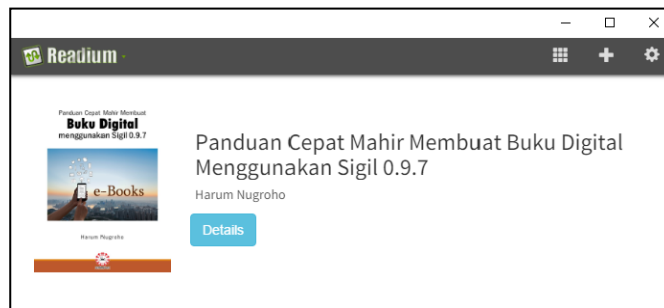 Readium
Panduan Cepat Mahir Membuat
Buku Digital
menggunakan Sigil 0.9.7
e-Books
Harum Nugroho
Panduan Cepat Mahir Membuat Buku Digital
Menggunakan Sigil 0.9.7
Harum Nugroho
Details